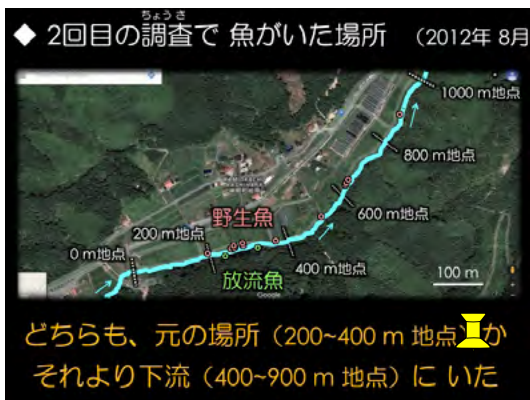 ちょうさ
◆ 2回目の調査で 魚がいた場所 (2012年 8月
1000 m地点
800 m地点
野生魚
600 m地点
200 m地点
0 m地点
400 m地点
放流魚
100 m
Google
どちらも、元の場所(200~400 m 地点)か
それより下流(400~900 m 地点)に いた